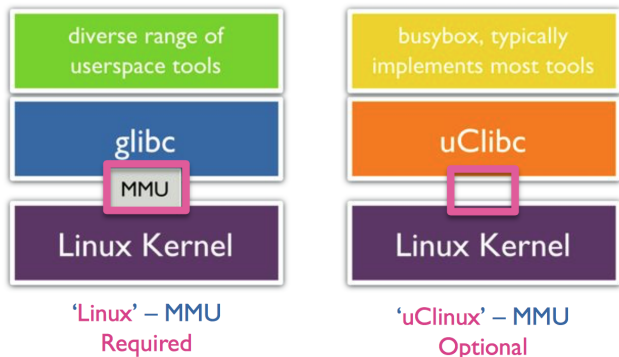 diverse range of
userspace tools
glibc
MMU
Linux Kernel
'Linux' – MMU
Required
busybox, typically
implements most tools
uClibc
Linux Kernel
'uClinux' – MMU
Optional